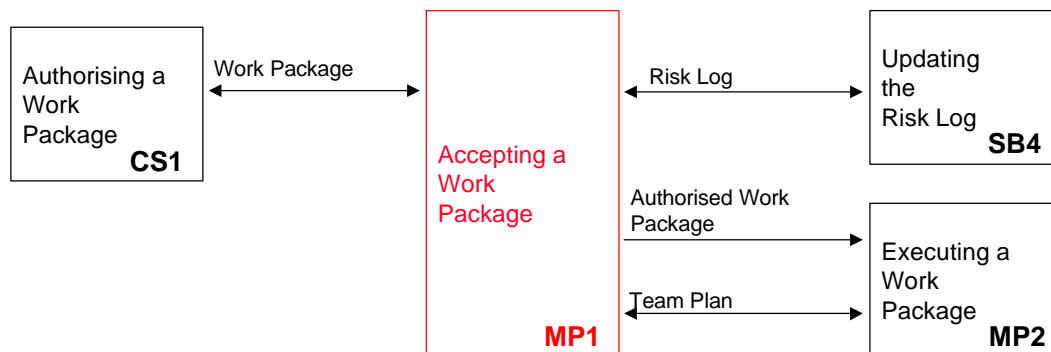 Authorising a
Work
Package
CS1
Work Package
Accepting a
Work
Package
MP1
Risk Log
Updating
the
Risk Log
SB4
Authorised Work
Package
Team Plan
Executing a
Work
Package
MP2